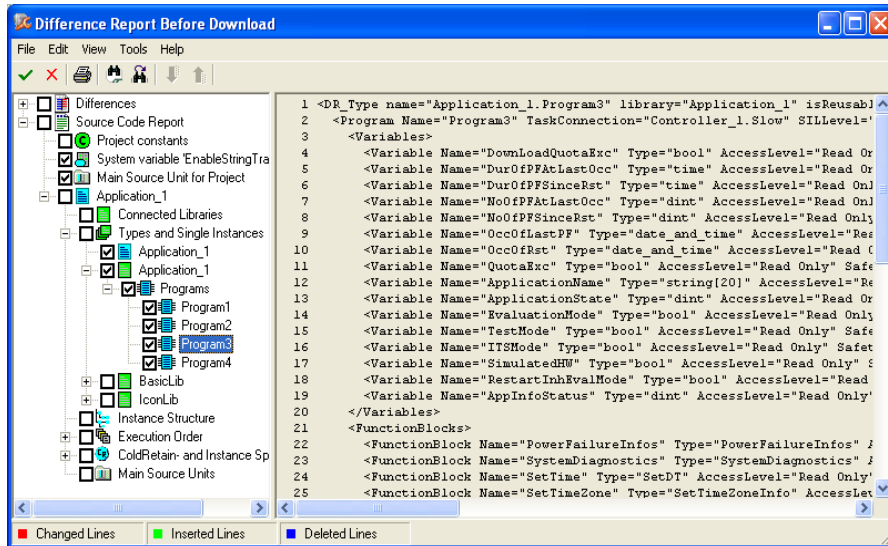 Difference Report Before Download
File Edit View Tools Help
Differences
Source Code Report
Project constants
System variable 'EnableStringTra
Main Source Unit for Project
Application_1
Connected Libraries
Types and Single Instances
Application_1
Application_1
Programs
Program1
Program2
Program3
Program4
BasicLib
IconLib
Instance Structure
Execution Order
ColdRetain- and Instance Sp
Main Source Units
1 <DR_Type name="Application_1.Program3" library="Application_1" isReusabl
2 <Program Name="Program3" TaskConnection="Controller_1.Slow" SILLevel='
3 <Variables>
4 <Variable Name="DownLoadQuotaExc" Type="bool" AccessLevel="Read Or
5 <Variable Name="DurOfPFAtLastOcc" Type="time" AccessLevel="Read Or
6 <Variable Name="DurOfPFSinceRst" Type="time" AccessLevel="Read Onl
7 <Variable Name="NoOfPFAtLastOcc" Type="dint" AccessLevel="Read Onl
8 <Variable Name="NoOfPFSinceRst" Type="dint" AccessLevel="Read Only
9 <Variable Name="OccOfLastPF" Type="date_and_time" AccessLevel="Rea
10 <Variable Name="OccOfRst" Type="date_and_time" AccessLevel="Read (
11 <Variable Name="QuotaExc" Type="bool" AccessLevel="Read Only" Safe
12 <Variable Name="ApplicationName" Type="string[20]" AccessLevel="Re
13 <Variable Name="ApplicationState" Type="dint" AccessLevel="Read Or
14 <Variable Name="EvaluationMode" Type="bool" AccessLevel="Read Only
15 <Variable Name="TestMode" Type="bool" AccessLevel="Read Only" Safe
16 <Variable Name="ITSMode" Type="bool" AccessLevel="Read Only" Safet
17 <Variable Name="SimulatedHW" Type="bool" AccessLevel="Read Only" S
18 <Variable Name="RestartInhEvalMode" Type="bool" AccessLevel="Read
19 <Variable Name="AppInfoStatus" Type="dint" AccessLevel="Read Only'
20 </Variables>
21 <FunctionBlocks>
22 <FunctionBlock Name="PowerFailureInfos" Type="PowerFailureInfos" A
23 <FunctionBlock Name="SystemDiagnostics" Type="SystemDiagnostics" A
24 <FunctionBlock Name="SetTime" Type="SetDT" AccessLevel="Read Only'
25 <FunctionBlock Name="SetTimeZone" Type="SetTimeZoneInfo" AccessLev
Changed Lines Inserted Lines Deleted Lines